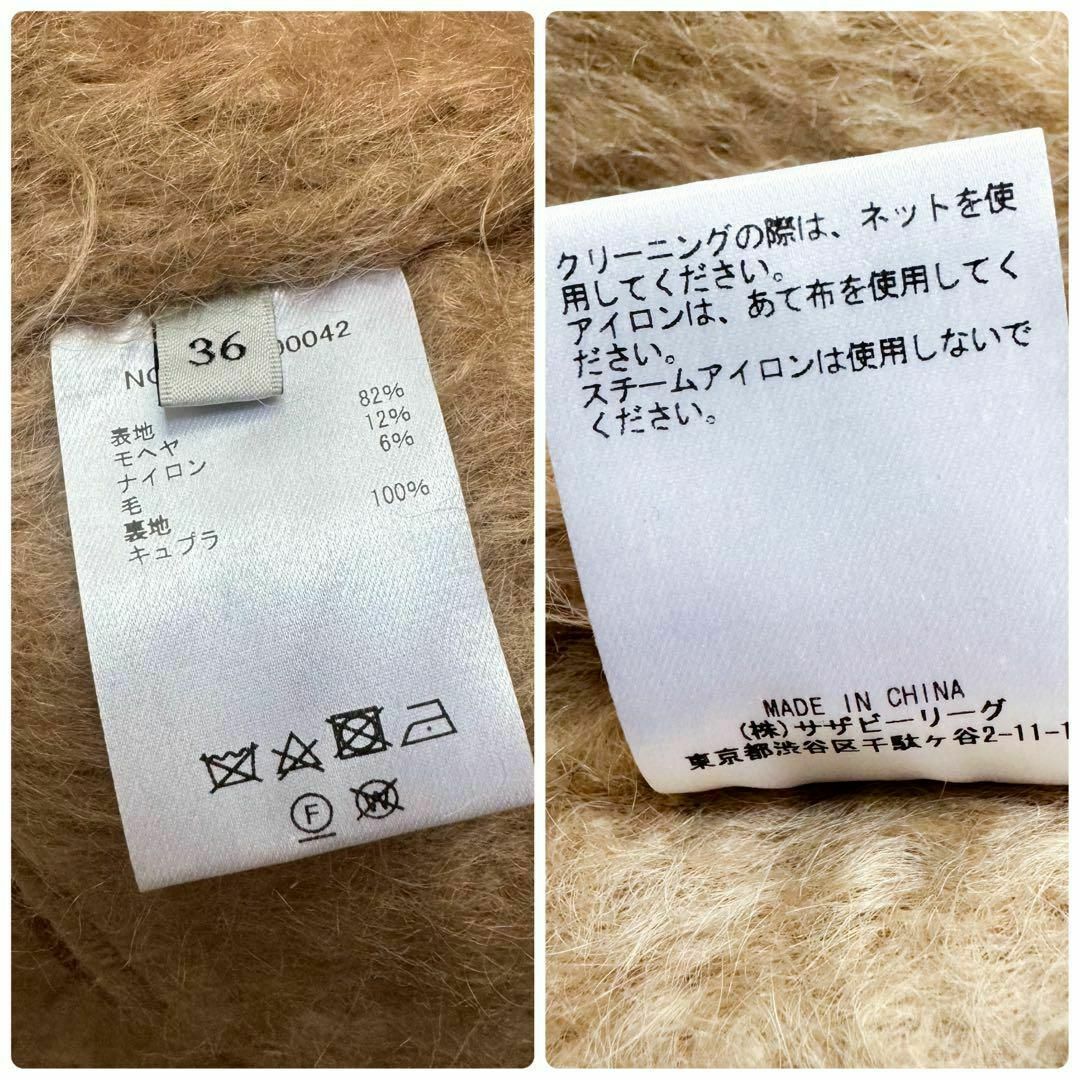 36
00042
表地
モヘヤ 82%
ナイロン 12%
毛 6%
裏地
キュプラ 100%
F
W
クリーニングの際は、ネットを使
用してください。
アイロンは、あて布を使用してく
ださい。
スチームアイロンは使用しないで
ください。
MADE IN CHINA
(株)サザビーリーグ
東京都渋谷区千駄ヶ谷2-11-1